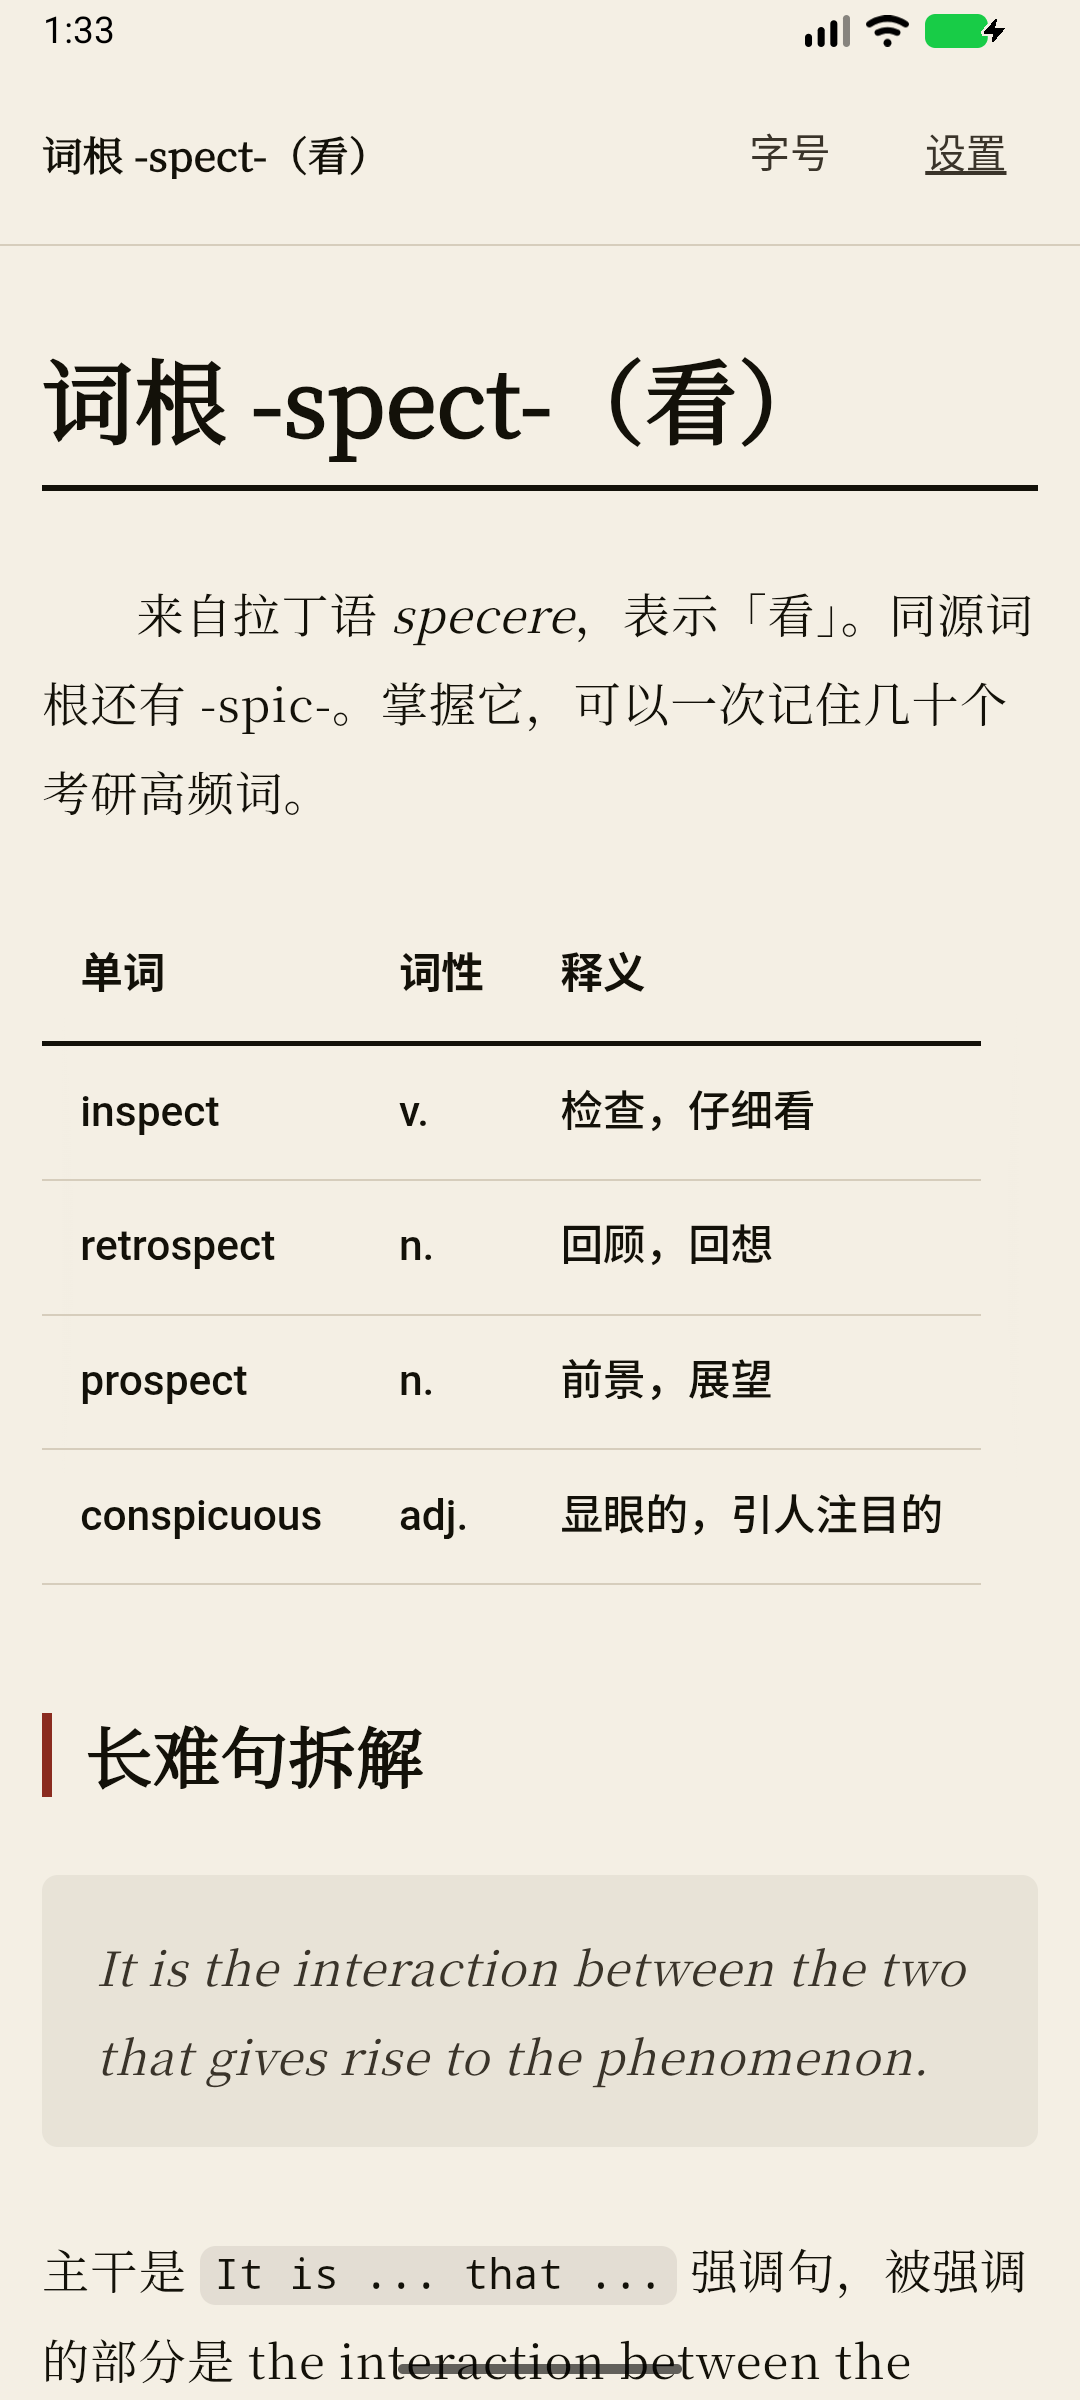 1:33
词根 -spect-（看）
字号
设置
词根 -spect-（看）
来自拉丁语 specere，表示「看」。同源词
根还有 -spic-。掌握它，可以一次记住几十个
考研高频词。
单词 词性 释义
inspect v. 检查，仔细看
retrospect n. 回顾，回想
prospect n. 前景，展望
conspicuous adj. 显眼的，引人注目的
长难句拆解
It is the interaction between the two
that gives rise to the phenomenon.
主干是 It is ... that ... 强调句，被强调
的部分是 the interaction between the